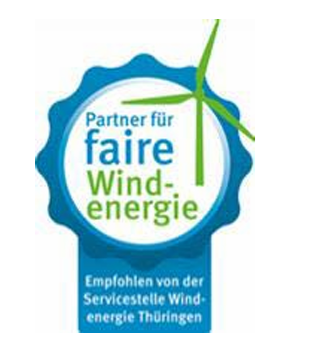 Partner für
faire
Wind-
energie
Empfohlen von der
Servicestelle Wind-
energie Thüringen